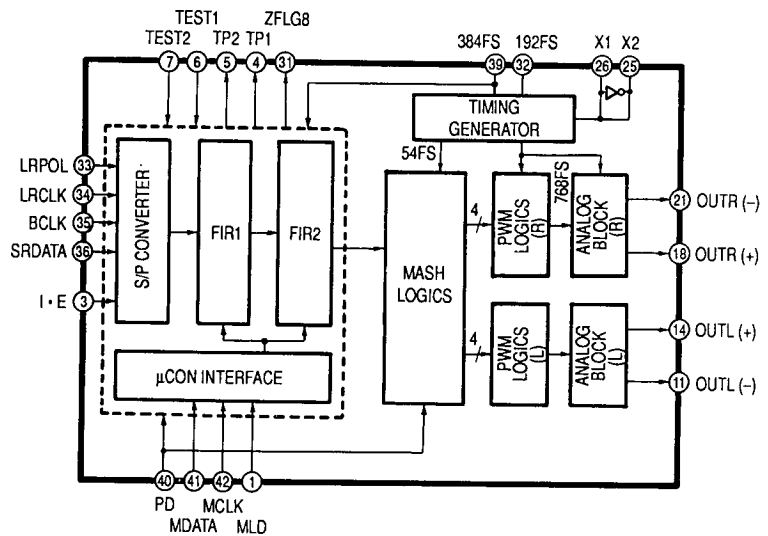 TEST1 ZFLG8
TEST2 TP2 TP1
384FS 192FS X1 X2
7 6 5 4 31
39 32 26 25
TIMING
GENERATOR
54FS
768FS
LRPOL 33
LRCLK 34
BCLK 35
SRDATA 36
I・E 3
S/P CONVERTER
FIR1
FIR2
MASH
LOGICS
4
PWM
LOGICS
(R)
ANALOG
BLOCK
(R)
21 OUTR (−)
18 OUTR (+)
4
PWM
LOGICS
(L)
ANALOG
BLOCK
(L)
14 OUTL (+)
11 OUTL (−)
μCON INTERFACE
40 41 42 1
PD MCLK
MDATA MLD